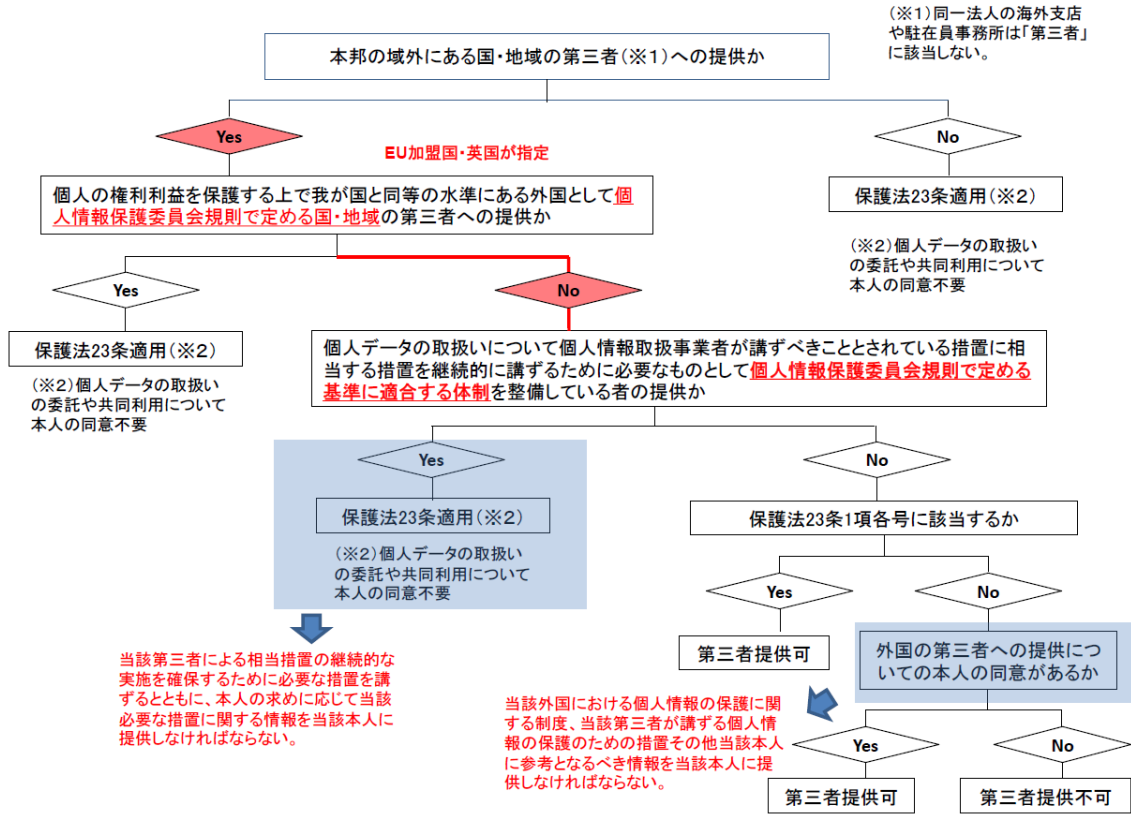 (※1)同一法人の海外支店
や駐在員事務所は「第三者」
に該当しない。
本邦の域外にある国・地域の第三者(※1)への提供か
Yes
No
EU加盟国・英国が指定
個人の権利利益を保護する上で我が国と同等の水準にある外国として個
人情報保護委員会規則で定める国・地域の第三者への提供か
保護法23条適用(※2)
(※2)個人データの取扱い
の委託や共同利用について
本人の同意不要
Yes
No
保護法23条適用(※2)
(※2)個人データの取扱い
の委託や共同利用について
本人の同意不要
個人データの取扱いについて個人情報取扱事業者が講ずべきこととされている措置に相
当する措置を継続的に講ずるために必要なものとして個人情報保護委員会規則で定める
基準に適合する体制を整備している者の提供か
Yes
No
保護法23条適用(※2)
(※2)個人データの取扱い
の委託や共同利用について
本人の同意不要
保護法23条1項各号に該当するか
Yes
No
当該第三者による相当措置の継続的な
実施を確保するために必要な措置を講
ずるとともに、本人の求めに応じて当該
必要な措置に関する情報を当該本人に
提供しなければならない。
第三者提供可
外国の第三者への提供につ
いての本人の同意があるか
当該外国における個人情報の保護に関
する制度、当該第三者が講ずる個人情
報の保護のための措置その他当該本人
に参考となるべき情報を当該本人に提
供しなければならない。
Yes
No
第三者提供可
第三者提供不可